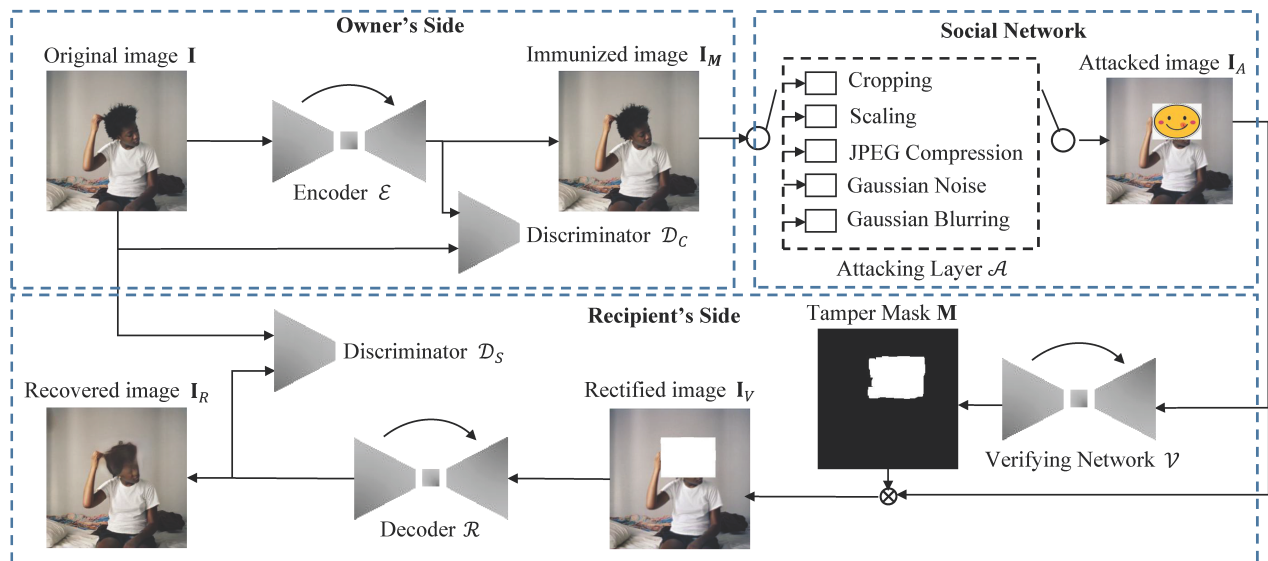 Owner's Side
Original image I
Immunized image I_M
Encoder ℰ
Discriminator 𝒟_C
Social Network
Attacked image I_A
Cropping
Scaling
JPEG Compression
Gaussian Noise
Gaussian Blurring
Attacking Layer 𝒜
Recipient's Side
Tamper Mask M
Discriminator 𝒟_S
Recovered image I_R
Rectified image I_V
Verifying Network 𝒱
Decoder ℛ